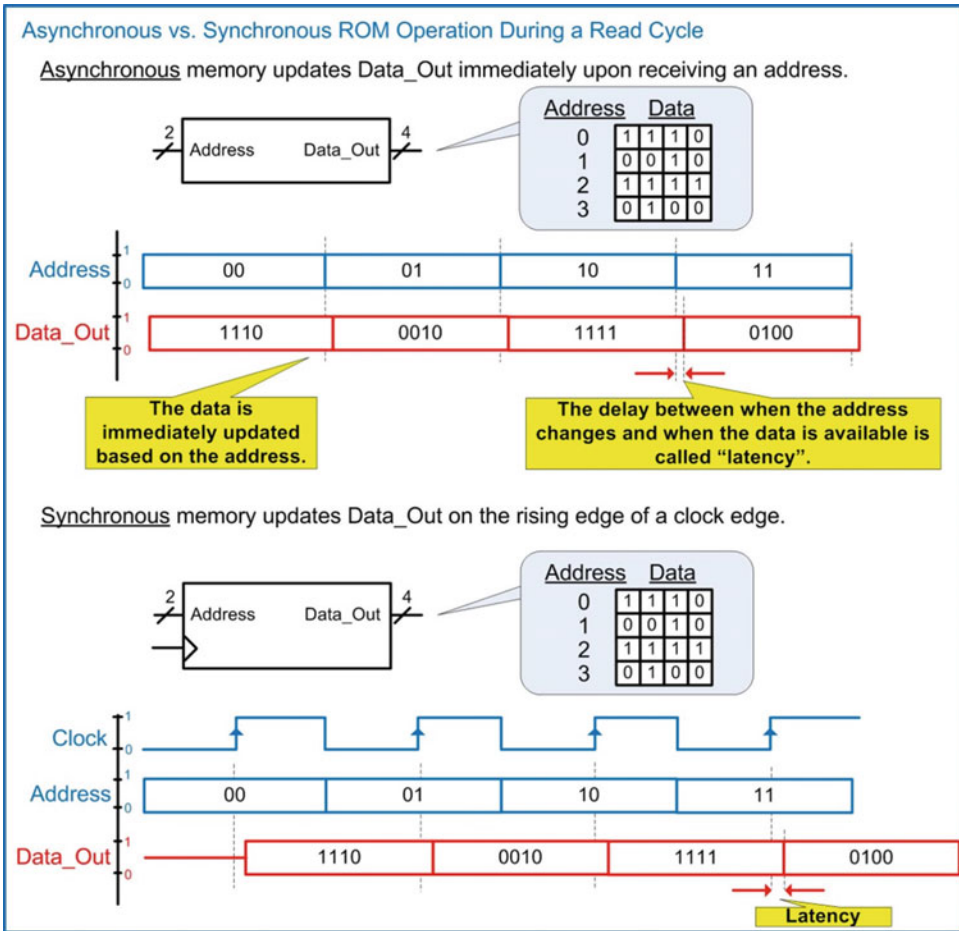 Asynchronous vs. Synchronous ROM Operation During a Read Cycle
Asynchronous memory updates Data_Out immediately upon receiving an address.
2
Address Data_Out
4
Address Data
0 1 1 1 0
1 0 0 1 0
2 1 1 1 1
3 0 1 0 0
Address 1 0 00 01 10 11
Data_Out 1 0 1110 0010 1111 0100
The data is
immediately updated
based on the address.
The delay between when the address
changes and when the data is available is
called “latency”.
Synchronous memory updates Data_Out on the rising edge of a clock edge.
2
Address Data_Out
4
Address Data
0 1 1 1 0
1 0 0 1 0
2 1 1 1 1
3 0 1 0 0
Clock 1 0
Address 1 0 00 01 10 11
Data_Out 1 0 1110 0010 1111 0100
Latency